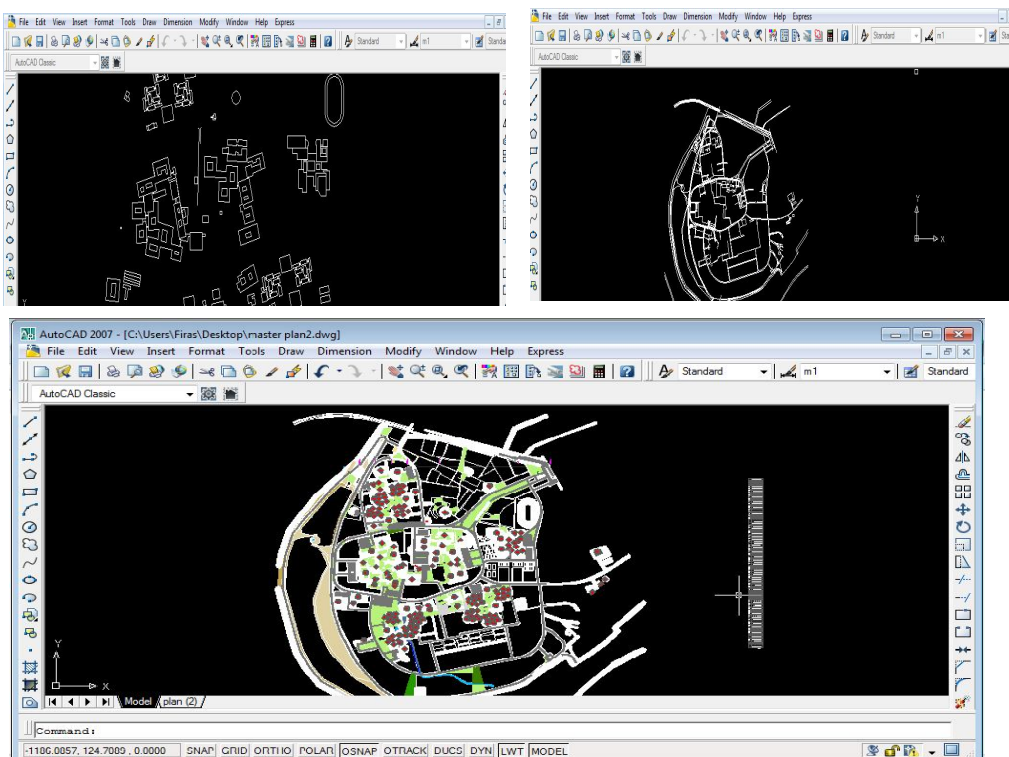 File Edit View Insert Format Tools Draw Dimension Modify Window Help Express
Standard m1 Standa
AutoCAD Classic
Y
File Edit View Insert Format Tools Draw Dimension Modify Window Help Express
Standard m1 Sta
AutoCAD Classic
Y
X
AutoCAD 2007 - [C:\Users\Firas\Desktop\master plan2.dwg]
File Edit View Insert Format Tools Draw Dimension Modify Window Help Express
Standard m1 Standard
AutoCAD Classic
Y
X
Model plan (2)
Command:
-1186.0057, 124.7009 , 0.0000 SNAP GRID ORTHO POLAR OSNAP OTRACK DUCS DYN LWT MODEL